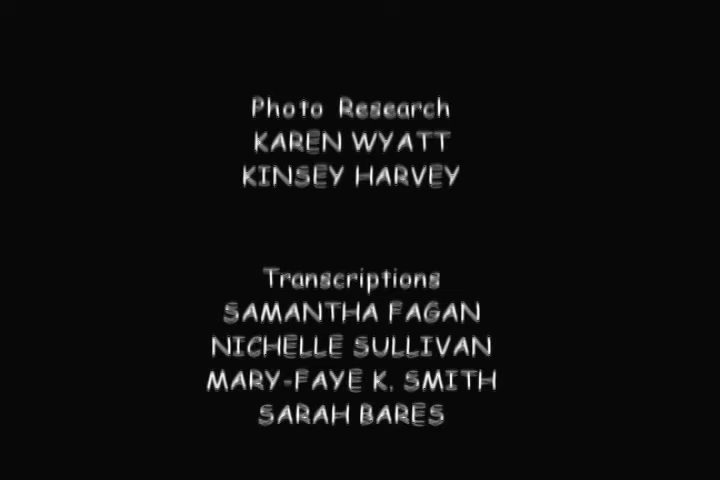 Photo Research
KAREN WYATT
KINSEY HARVEY
Transcriptions
SAMANTHA FAGAN
NICHELLE SULLIVAN
MARY-FAYE K. SMITH
SARAH BARES